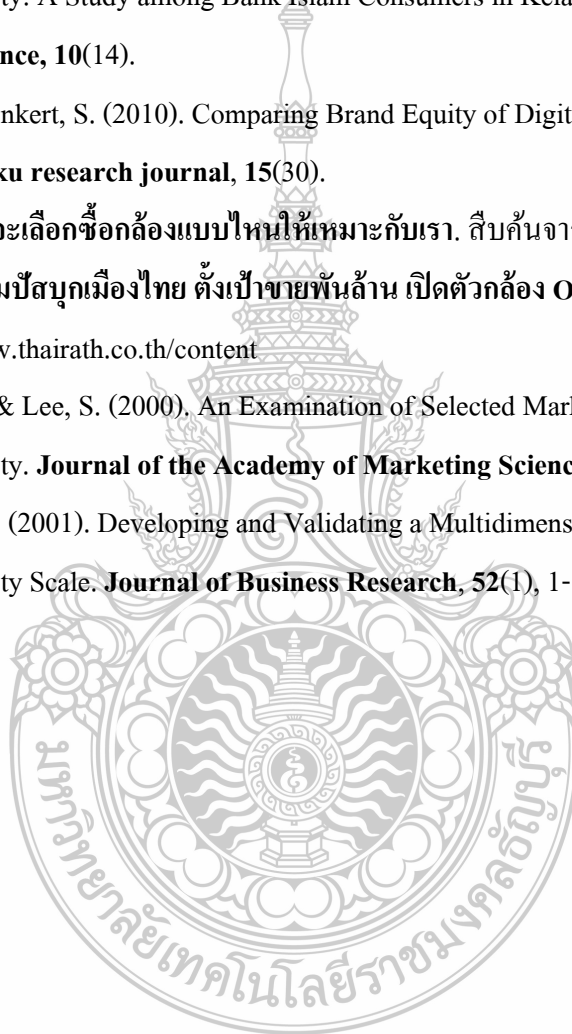 ty: A Study among Bank Islam Consumers in Kela
nce, 10(14).
nkert, S. (2010). Comparing Brand Equity of Digit
ku research journal, 15(30).
จะเลือกซื้อกล้องแบบไหนให้เหมาะกับเรา. สืบค้นจา
มปัสบุกเมืองไทย ตั้งเป้าขายพันล้าน เปิดตัวกล้อง O
w.thairath.co.th/content
& Lee, S. (2000). An Examination of Selected Mark
ty. Journal of the Academy of Marketing Scienc
(2001). Developing and Validating a Multidimens
ty Scale. Journal of Business Research, 52(1), 1-
มหาวิทยาลัยเทคโนโลยีราชมงคลธัญบุรี